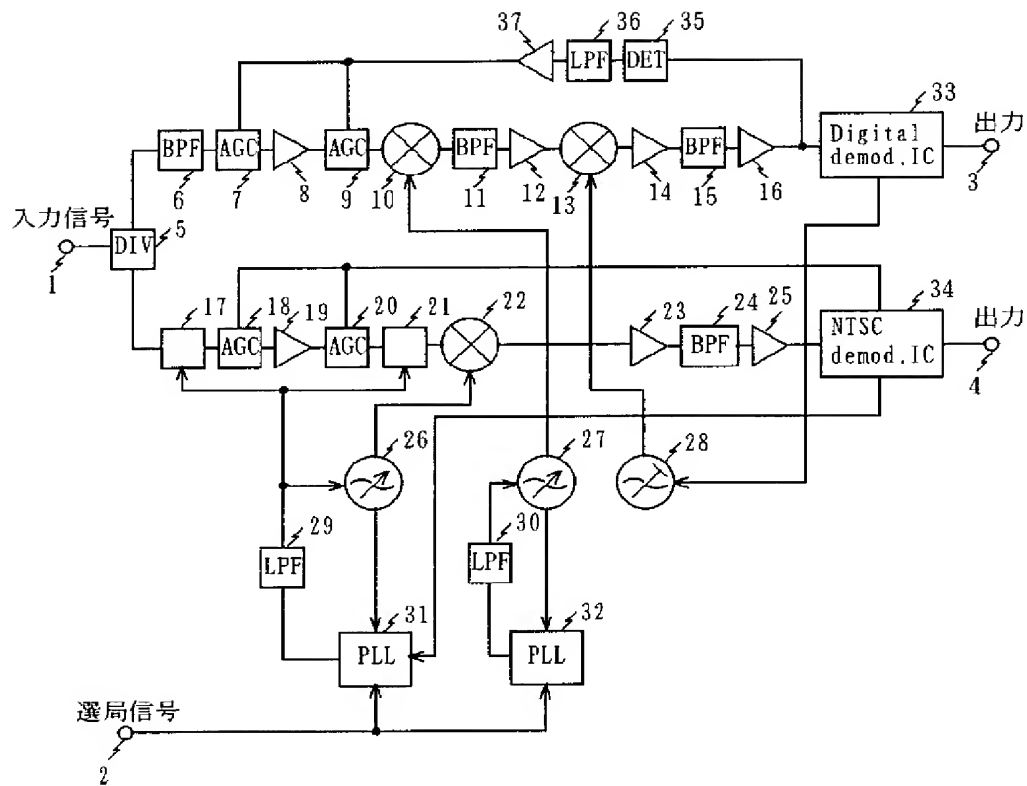 37
36
35
LPF
DET
33
出力
BPF
AGC
AGC
BPF
BPF
Digital
demod.IC
6
7
8
9
10
11
12
13
14
15
16
3
入力信号
5
DIV
1
17
18
19
20
21
22
23
24
25
34
出力
AGC
AGC
BPF
NTSC
demod.IC
4
26
27
28
29
30
LPF
LPF
31
32
PLL
PLL
選局信号
2